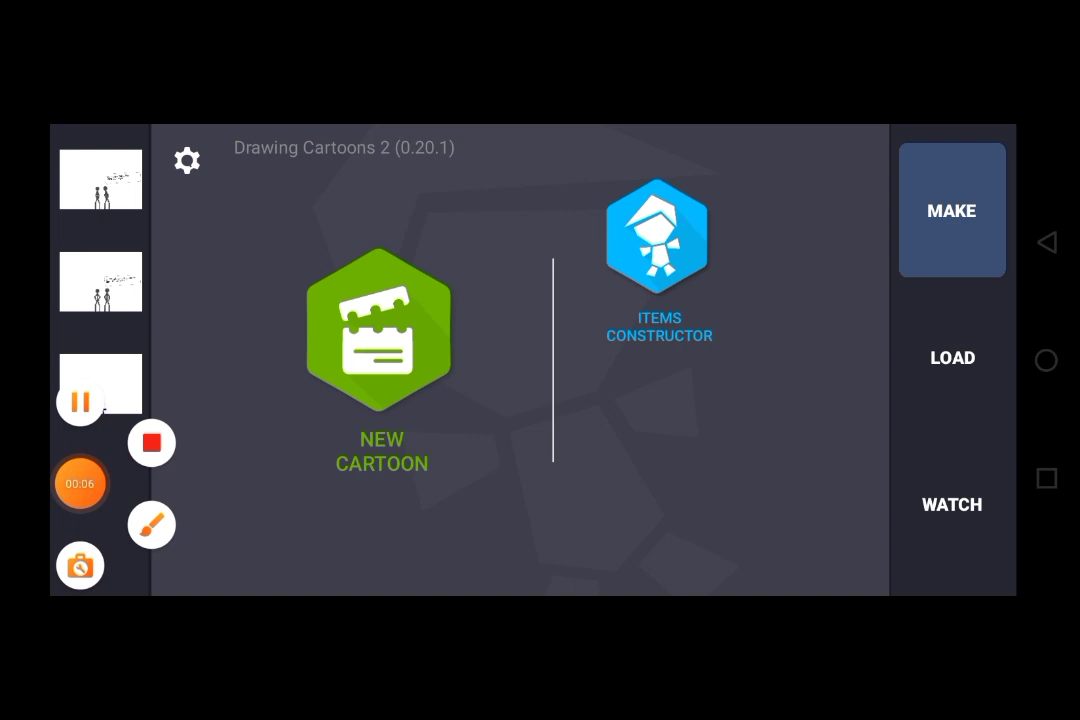 Drawing Cartoons 2 (0.20.1)
MAKE
ITEMS
CONSTRUCTOR
LOAD
NEW
CARTOON
00:06
WATCH